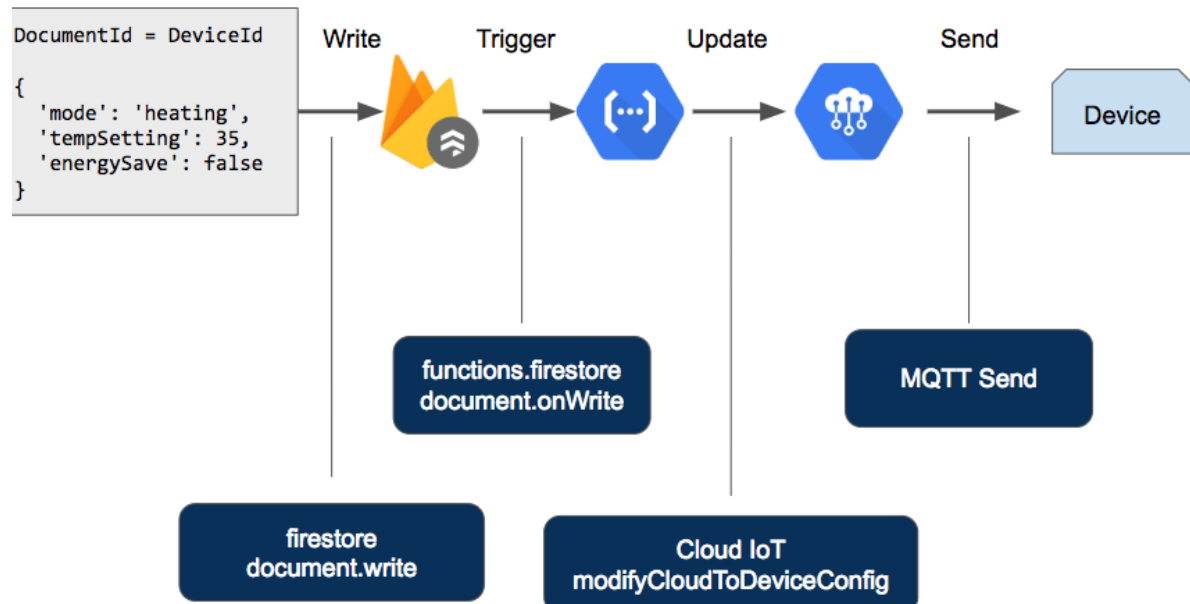 DocumentId = DeviceId
{
  'mode': 'heating',
  'tempSetting': 35,
  'energySave': false
}
Write
Trigger
Update
Send
Device
functions.firestore
document.onWrite
MQTT Send
firestore
document.write
Cloud IoT
modifyCloudToDeviceConfig